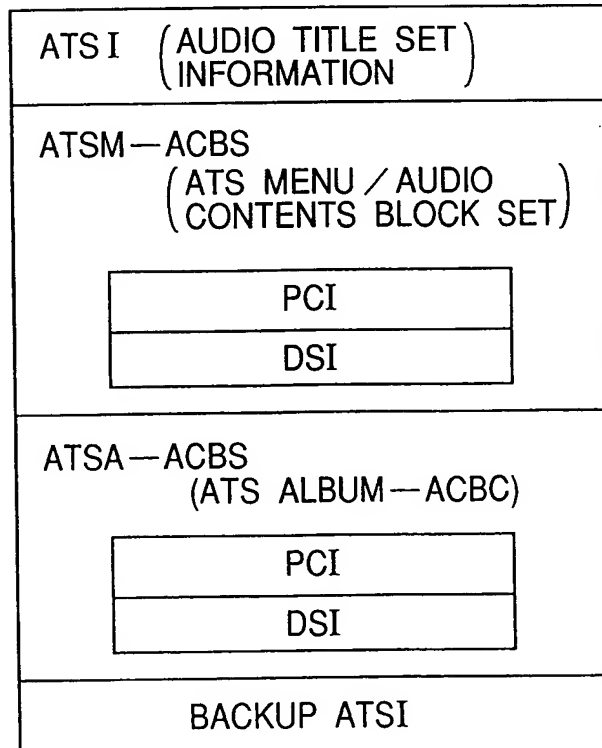 ATSI (AUDIO TITLE SET
INFORMATION)
ATSM—ACBS
(ATS MENU / AUDIO
CONTENTS BLOCK SET)
PCI
DSI
ATSA—ACBS
(ATS ALBUM—ACBC)
PCI
DSI
BACKUP ATSI